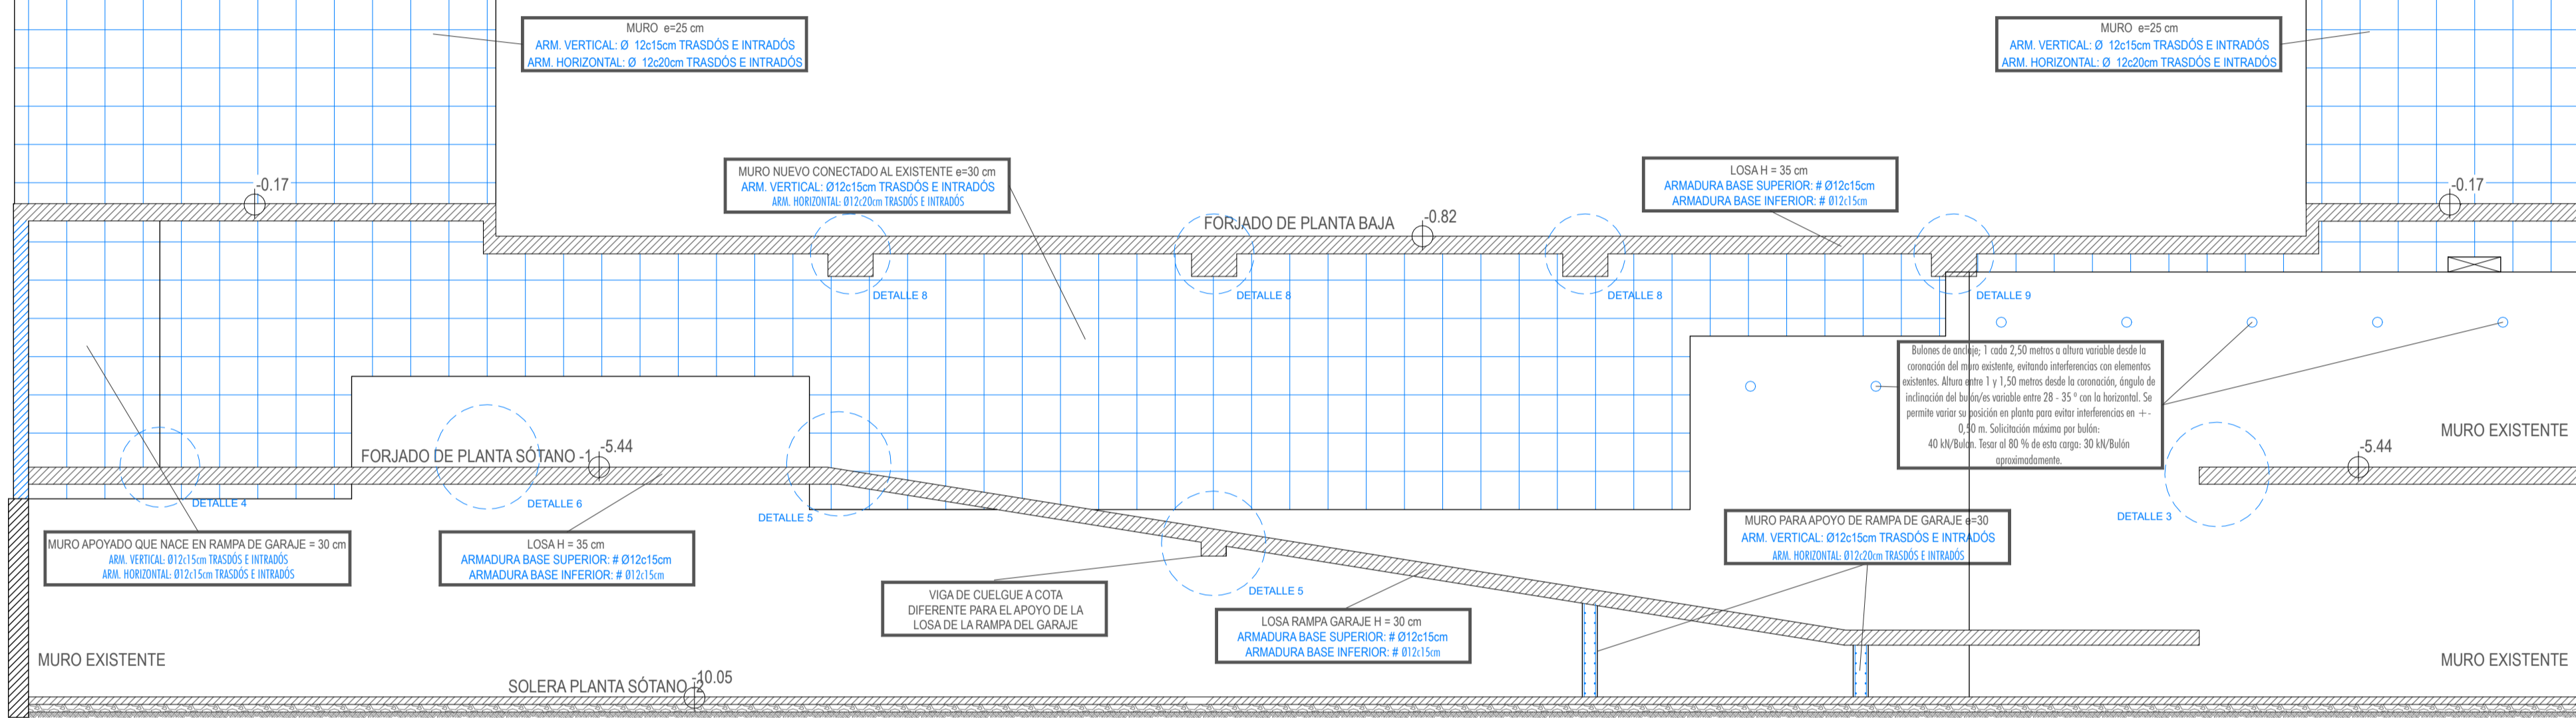 MURO e=25 cm
ARM. VERTICAL: Ø 12c15cm TRASDÓS E INTRADÓS
ARM. HORIZONTAL: Ø 12c20cm TRASDÓS E INTRADÓS
MURO e=25 cm
ARM. VERTICAL: Ø 12c15cm TRASDÓS E INTRADÓS
ARM. HORIZONTAL: Ø 12c20cm TRASDÓS E INTRADÓS
-0.17
MURO NUEVO CONECTADO AL EXISTENTE e=30 cm
ARM. VERTICAL: Ø12c15cm TRASDÓS E INTRADÓS
ARM. HORIZONTAL: Ø12c20cm TRASDÓS E INTRADÓS
LOSA H = 35 cm
ARMADURA BASE SUPERIOR: # Ø12c15cm
ARMADURA BASE INFERIOR: # Ø12c15cm
-0.17
FORJADO DE PLANTA BAJA
-0.82
DETALLE 8
DETALLE 8
DETALLE 8
DETALLE 9
Bulones de anclaje; 1 cada 2,50 metros a altura variable desde la
coronación del muro existente, evitando interferencias con elementos
existentes. Altura entre 1 y 1,50 metros desde la coronación, ángulo de
inclinación del bulón/es variable entre 28 - 35 º con la horizontal. Se
permite variar su posición en planta para evitar interferencias en +-
0,50 m. Solicitación máxima por bulón:
40 kN/Bulón. Tesar al 80 % de esta carga: 30 kN/Bulón
aproximadamente.
MURO EXISTENTE
FORJADO DE PLANTA SÓTANO -1
-5.44
-5.44
DETALLE 4
DETALLE 6
DETALLE 5
DETALLE 3
MURO APOYADO QUE NACE EN RAMPA DE GARAJE = 30 cm
ARM. VERTICAL: Ø12c15cm TRASDÓS E INTRADÓS
ARM. HORIZONTAL: Ø12c15cm TRASDÓS E INTRADÓS
LOSA H = 35 cm
ARMADURA BASE SUPERIOR: # Ø12c15cm
ARMADURA BASE INFERIOR: # Ø12c15cm
MURO PARA APOYO DE RAMPA DE GARAJE e=30
ARM. VERTICAL: Ø12c15cm TRASDÓS E INTRADÓS
ARM. HORIZONTAL: Ø12c20cm TRASDÓS E INTRADÓS
VIGA DE CUELGUE A COTA
DIFERENTE PARA EL APOYO DE LA
LOSA DE LA RAMPA DEL GARAJE
DETALLE 5
LOSA RAMPA GARAJE H = 30 cm
ARMADURA BASE SUPERIOR: # Ø12c15cm
ARMADURA BASE INFERIOR: # Ø12c15cm
MURO EXISTENTE
MURO EXISTENTE
SOLERA PLANTA SÓTANO -2
-10.05